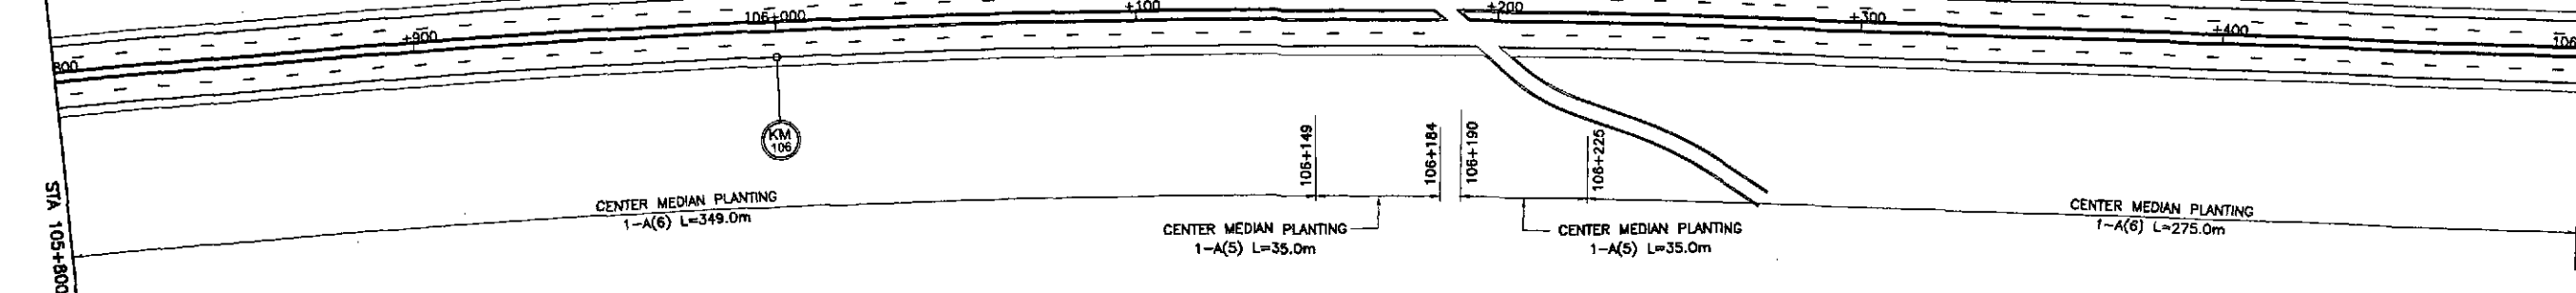 +100
+200
106+000
+300
+900
+400
106
800
KM
106
106+149
106+184
106+190
106+225
STA 105+800
CENTER MEDIAN PLANTING
1-A(6) L=349.0m
CENTER MEDIAN PLANTING
1-A(5) L=35.0m
CENTER MEDIAN PLANTING
1-A(5) L=35.0m
CENTER MEDIAN PLANTING
1-A(6) L=275.0m